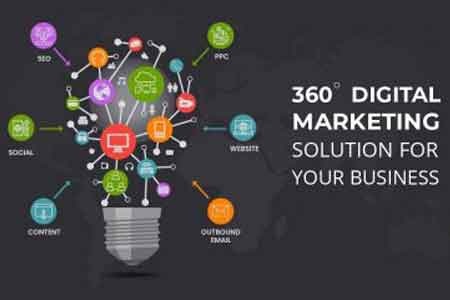 SEO
PPC
SOCIAL
WEBSITE
CONTENT
OUTBOUND
EMAIL
360° DIGITAL
MARKETING
SOLUTION FOR
YOUR BUSINESS